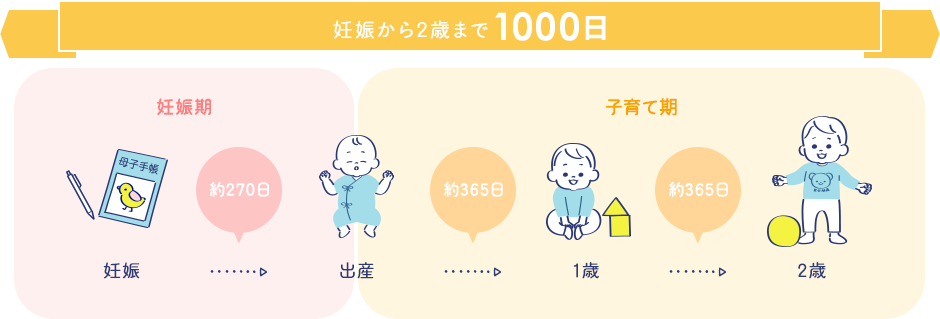 妊娠から2歳まで 1000日
妊娠期
子育て期
母子手帳
約270日
約365日
約365日
妊娠
出産
1歳
2歳